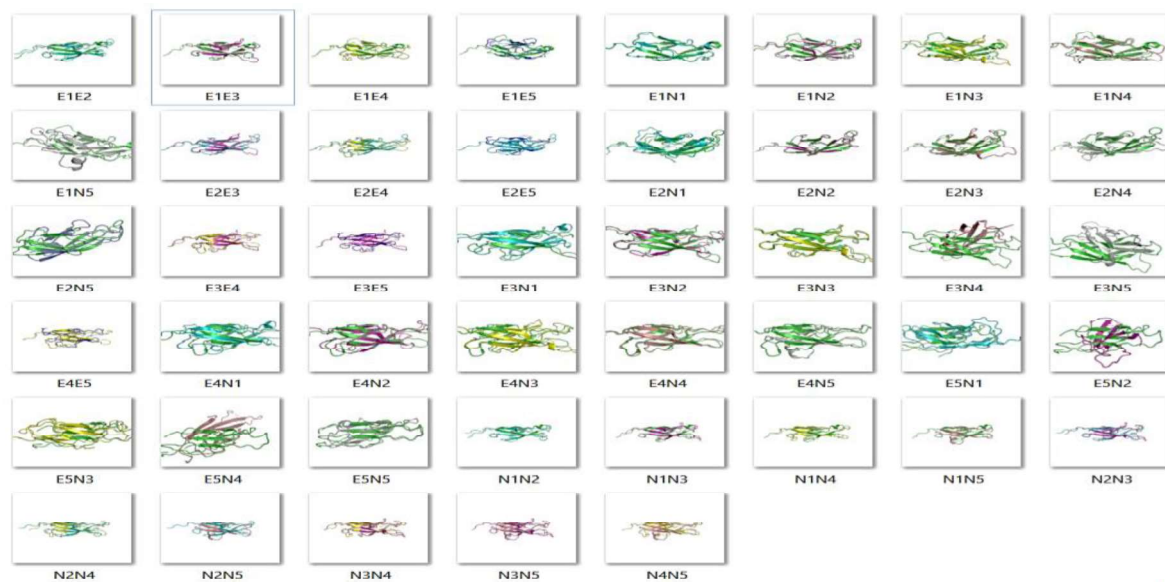 E1E2 E1E3 E1E4 E1E5 E1N1 E1N2 E1N3 E1N4
E1N5 E2E3 E2E4 E2E5 E2N1 E2N2 E2N3 E2N4
E2N5 E3E4 E3E5 E3N1 E3N2 E3N3 E3N4 E3N5
E4E5 E4N1 E4N2 E4N3 E4N4 E4N5 E5N1 E5N2
E5N3 E5N4 E5N5 N1N2 N1N3 N1N4 N1N5 N2N3
N2N4 N2N5 N3N4 N3N5 N4N5